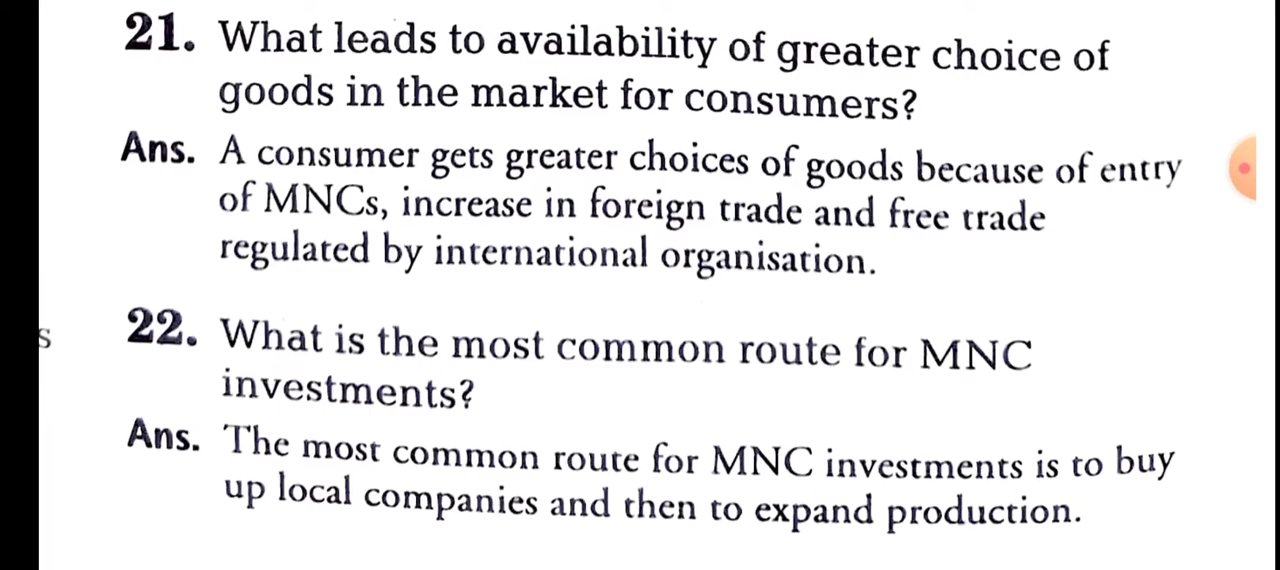 21. What leads to availability of greater choice of
goods in the market for consumers?
Ans. A consumer gets greater choices of goods because of entry
of MNCs, increase in foreign trade and free trade
regulated by international organisation.
s
22. What is the most common route for MNC
investments?
Ans. The most common route for MNC investments is to buy
up local companies and then to expand production.